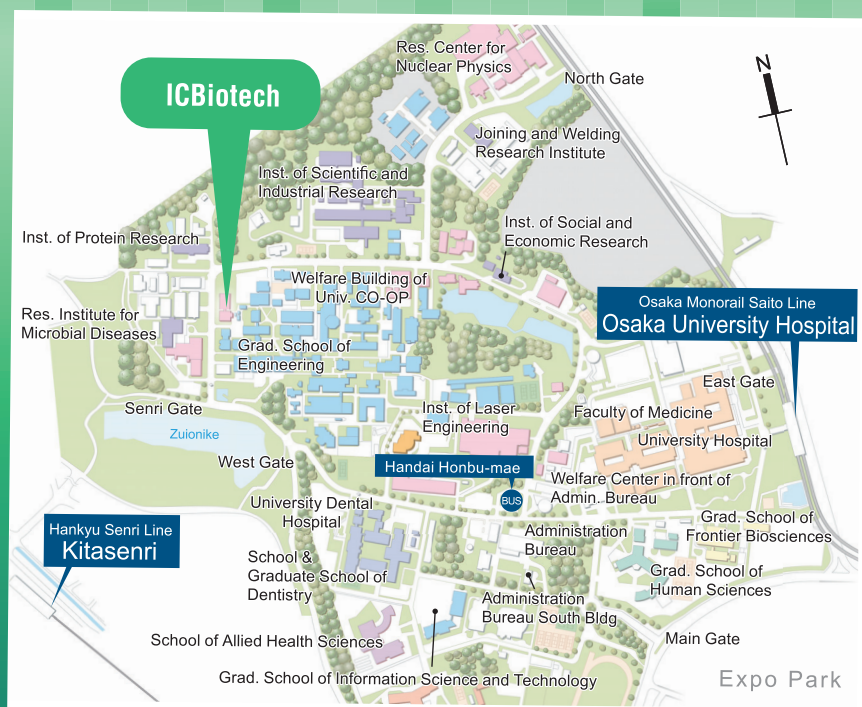 Res. Center for
Nuclear Physics
N
North Gate
ICBiotech
Joining and Welding
Research Institute
Inst. of Scientific and
Industrial Research
Inst. of Social and
Economic Research
Inst. of Protein Research
Welfare Building of
Univ. CO-OP
Osaka Monorail Saito Line
Osaka University Hospital
Res. Institute for
Microbial Diseases
Grad. School of
Engineering
East Gate
Senri Gate
Inst. of Laser
Engineering
Faculty of Medicine
Zuionike
University Hospital
West Gate
Handai Honbu-mae
BUS
Welfare Center in front of
Admin. Bureau
University Dental
Hospital
Grad. School of
Frontier Biosciences
Hankyu Senri Line
Kitasenri
Administration
Bureau
School &
Graduate School of
Dentistry
Grad. School of
Human Sciences
Administration
Bureau South Bldg
School of Allied Health Sciences
Main Gate
Grad. School of Information Science and Technology
Expo Park